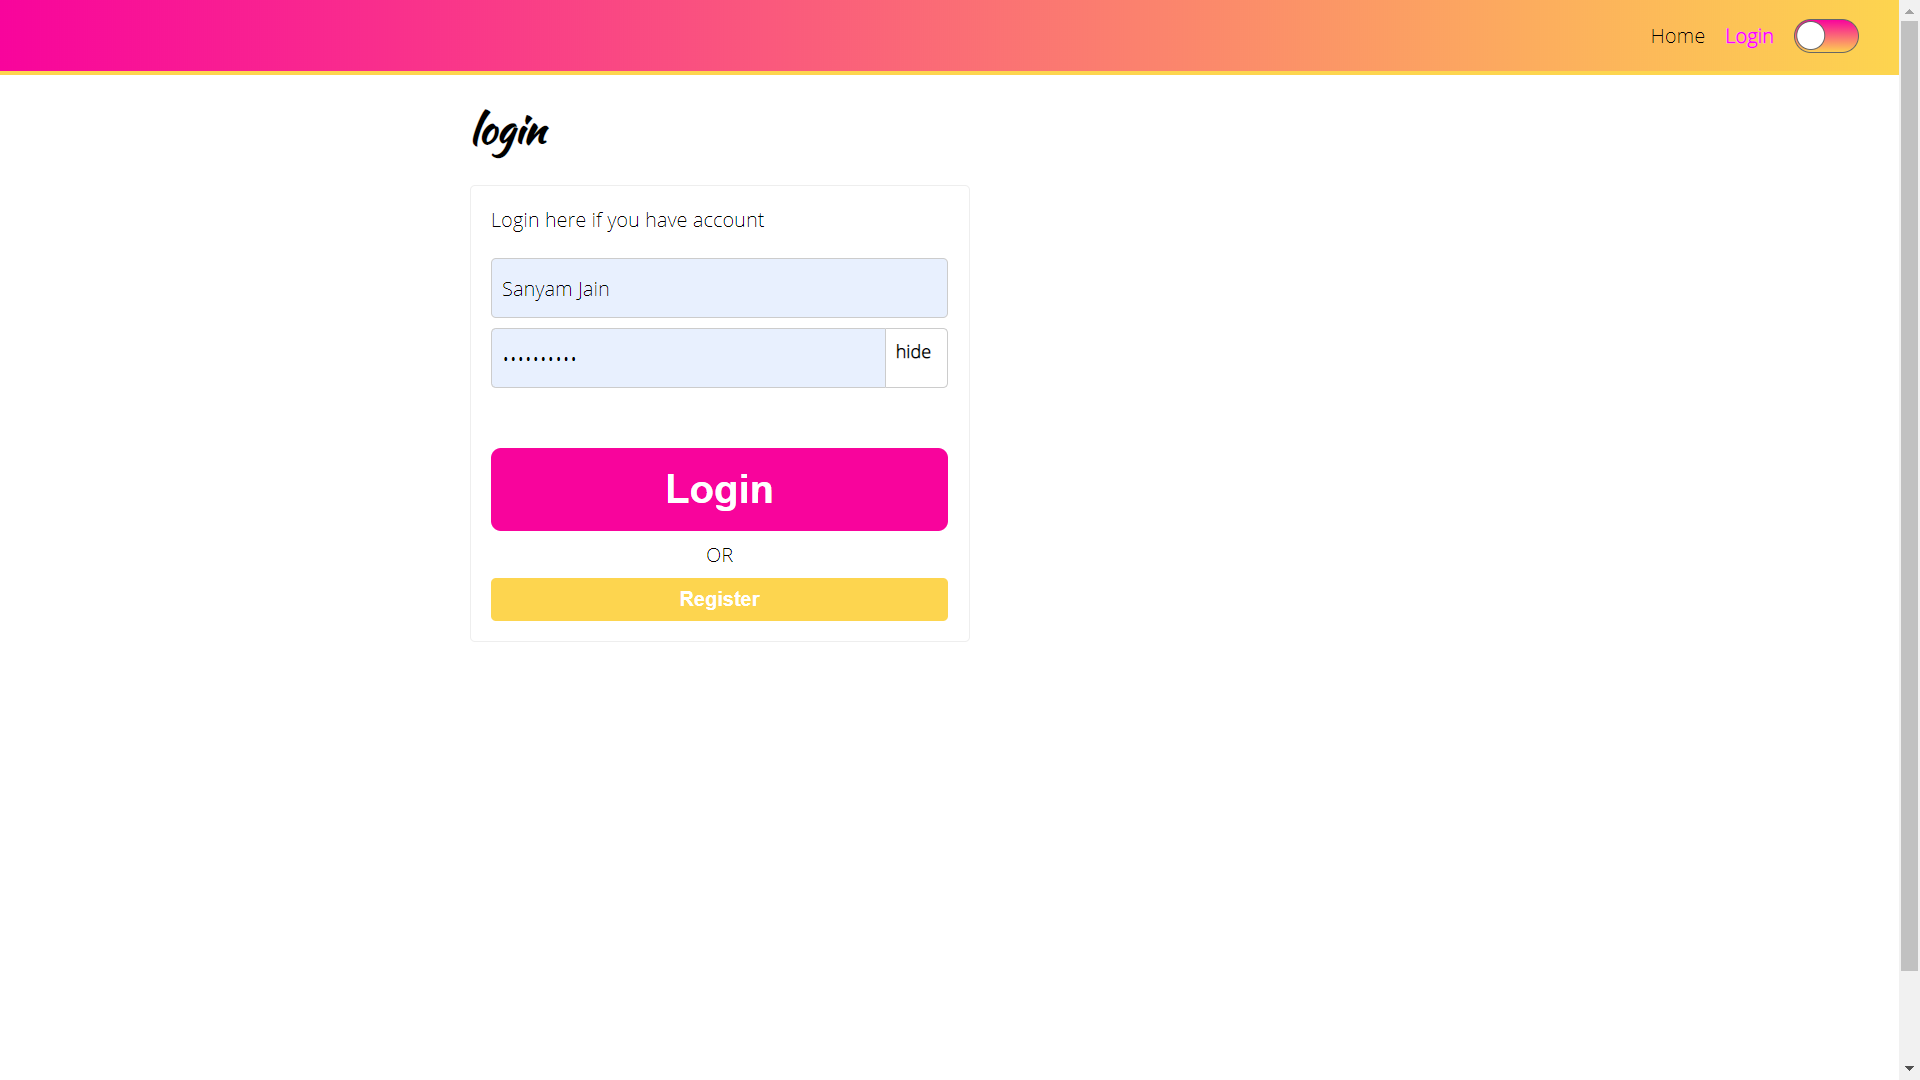 Home Login
login
Login here if you have account
Sanyam Jain
•••••••••• hide
Login
OR
Register